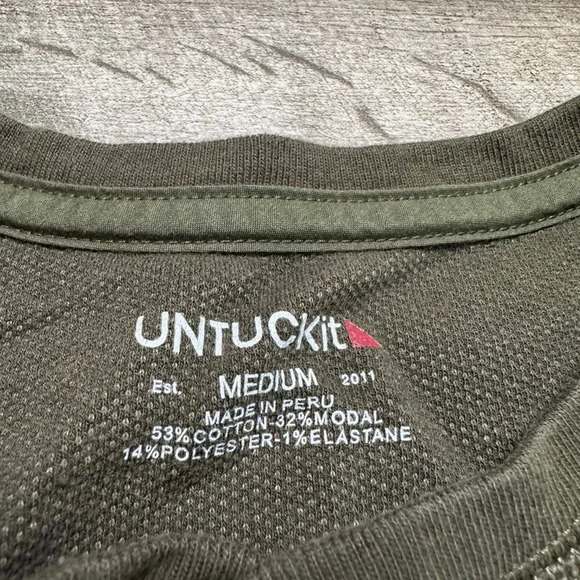 UNTUCKit
Est. MEDIUM 2011
MADE IN PERU
53%COTTON-32%MODAL
14%POLYESTER-1%ELASTANE